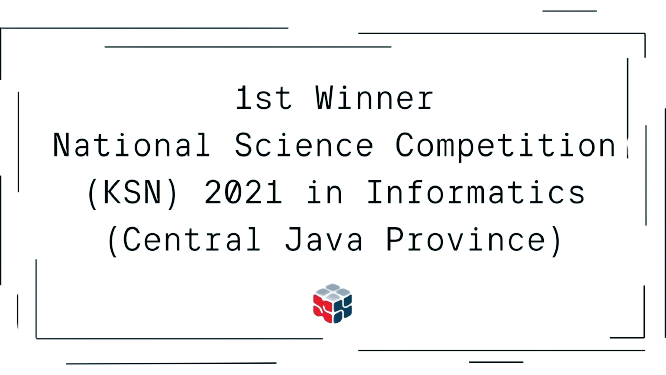 1st Winner
National Science Competition
(KSN) 2021 in Informatics
(Central Java Province)